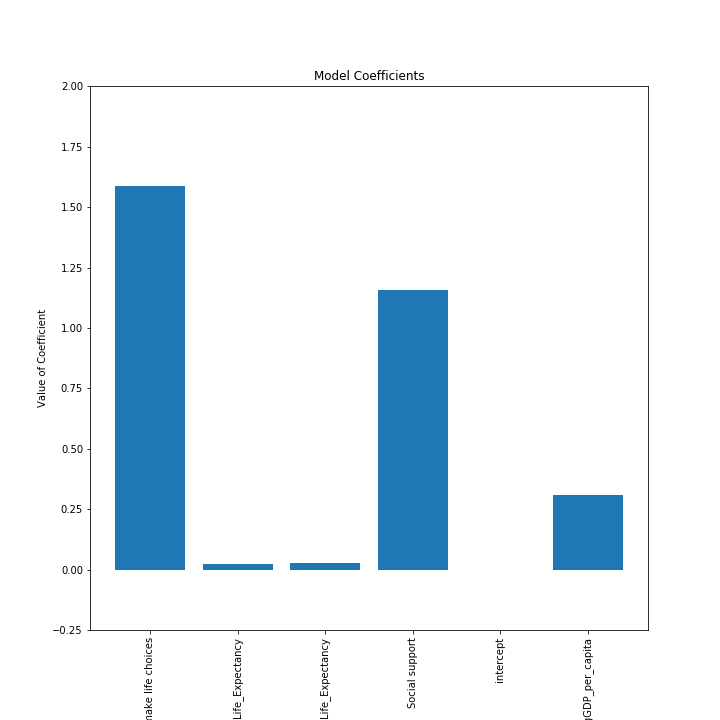 Model Coefficients
2.00
1.75
1.50
1.25
1.00
0.75
0.50
0.25
0.00
−0.25
Value of Coefficient
make life choices
Life_Expectancy
Life_Expectancy
Social support
intercept
gGDP_per_capita